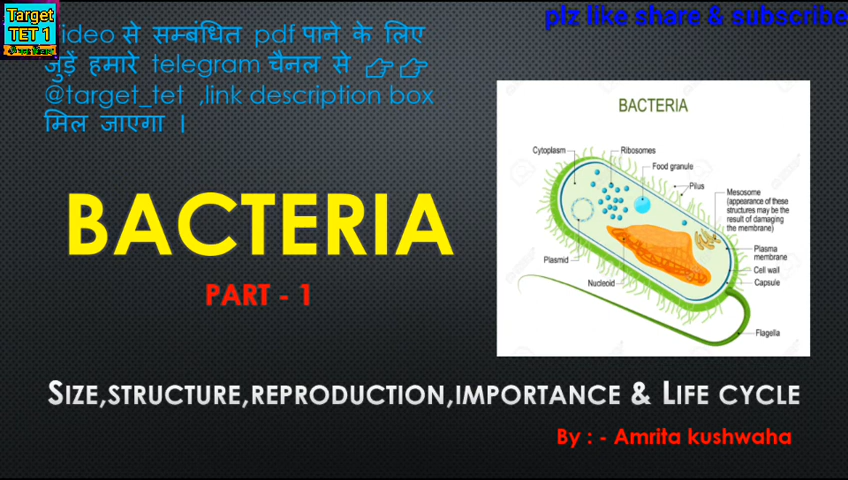 Target
TET 1
plz like share & subscribe
Video से सम्बंधित pdf पाने के लिए
जुड़ें हमारे telegram चैनल से 👉👉
@target_tet ,link description box
मिल जाएगा ।
BACTERIA
PART - 1
BACTERIA
Cytoplasm
Ribosomes
Food granule
Pilus
Mesosome
(appearance of these
structures may be the
result of damaging
the membrane)
Plasma
membrane
Cell wall
Capsule
Plasmid
Nucleoid
Flagella
SIZE,STRUCTURE,REPRODUCTION,IMPORTANCE & LIFE CYCLE
By : - Amrita kushwaha